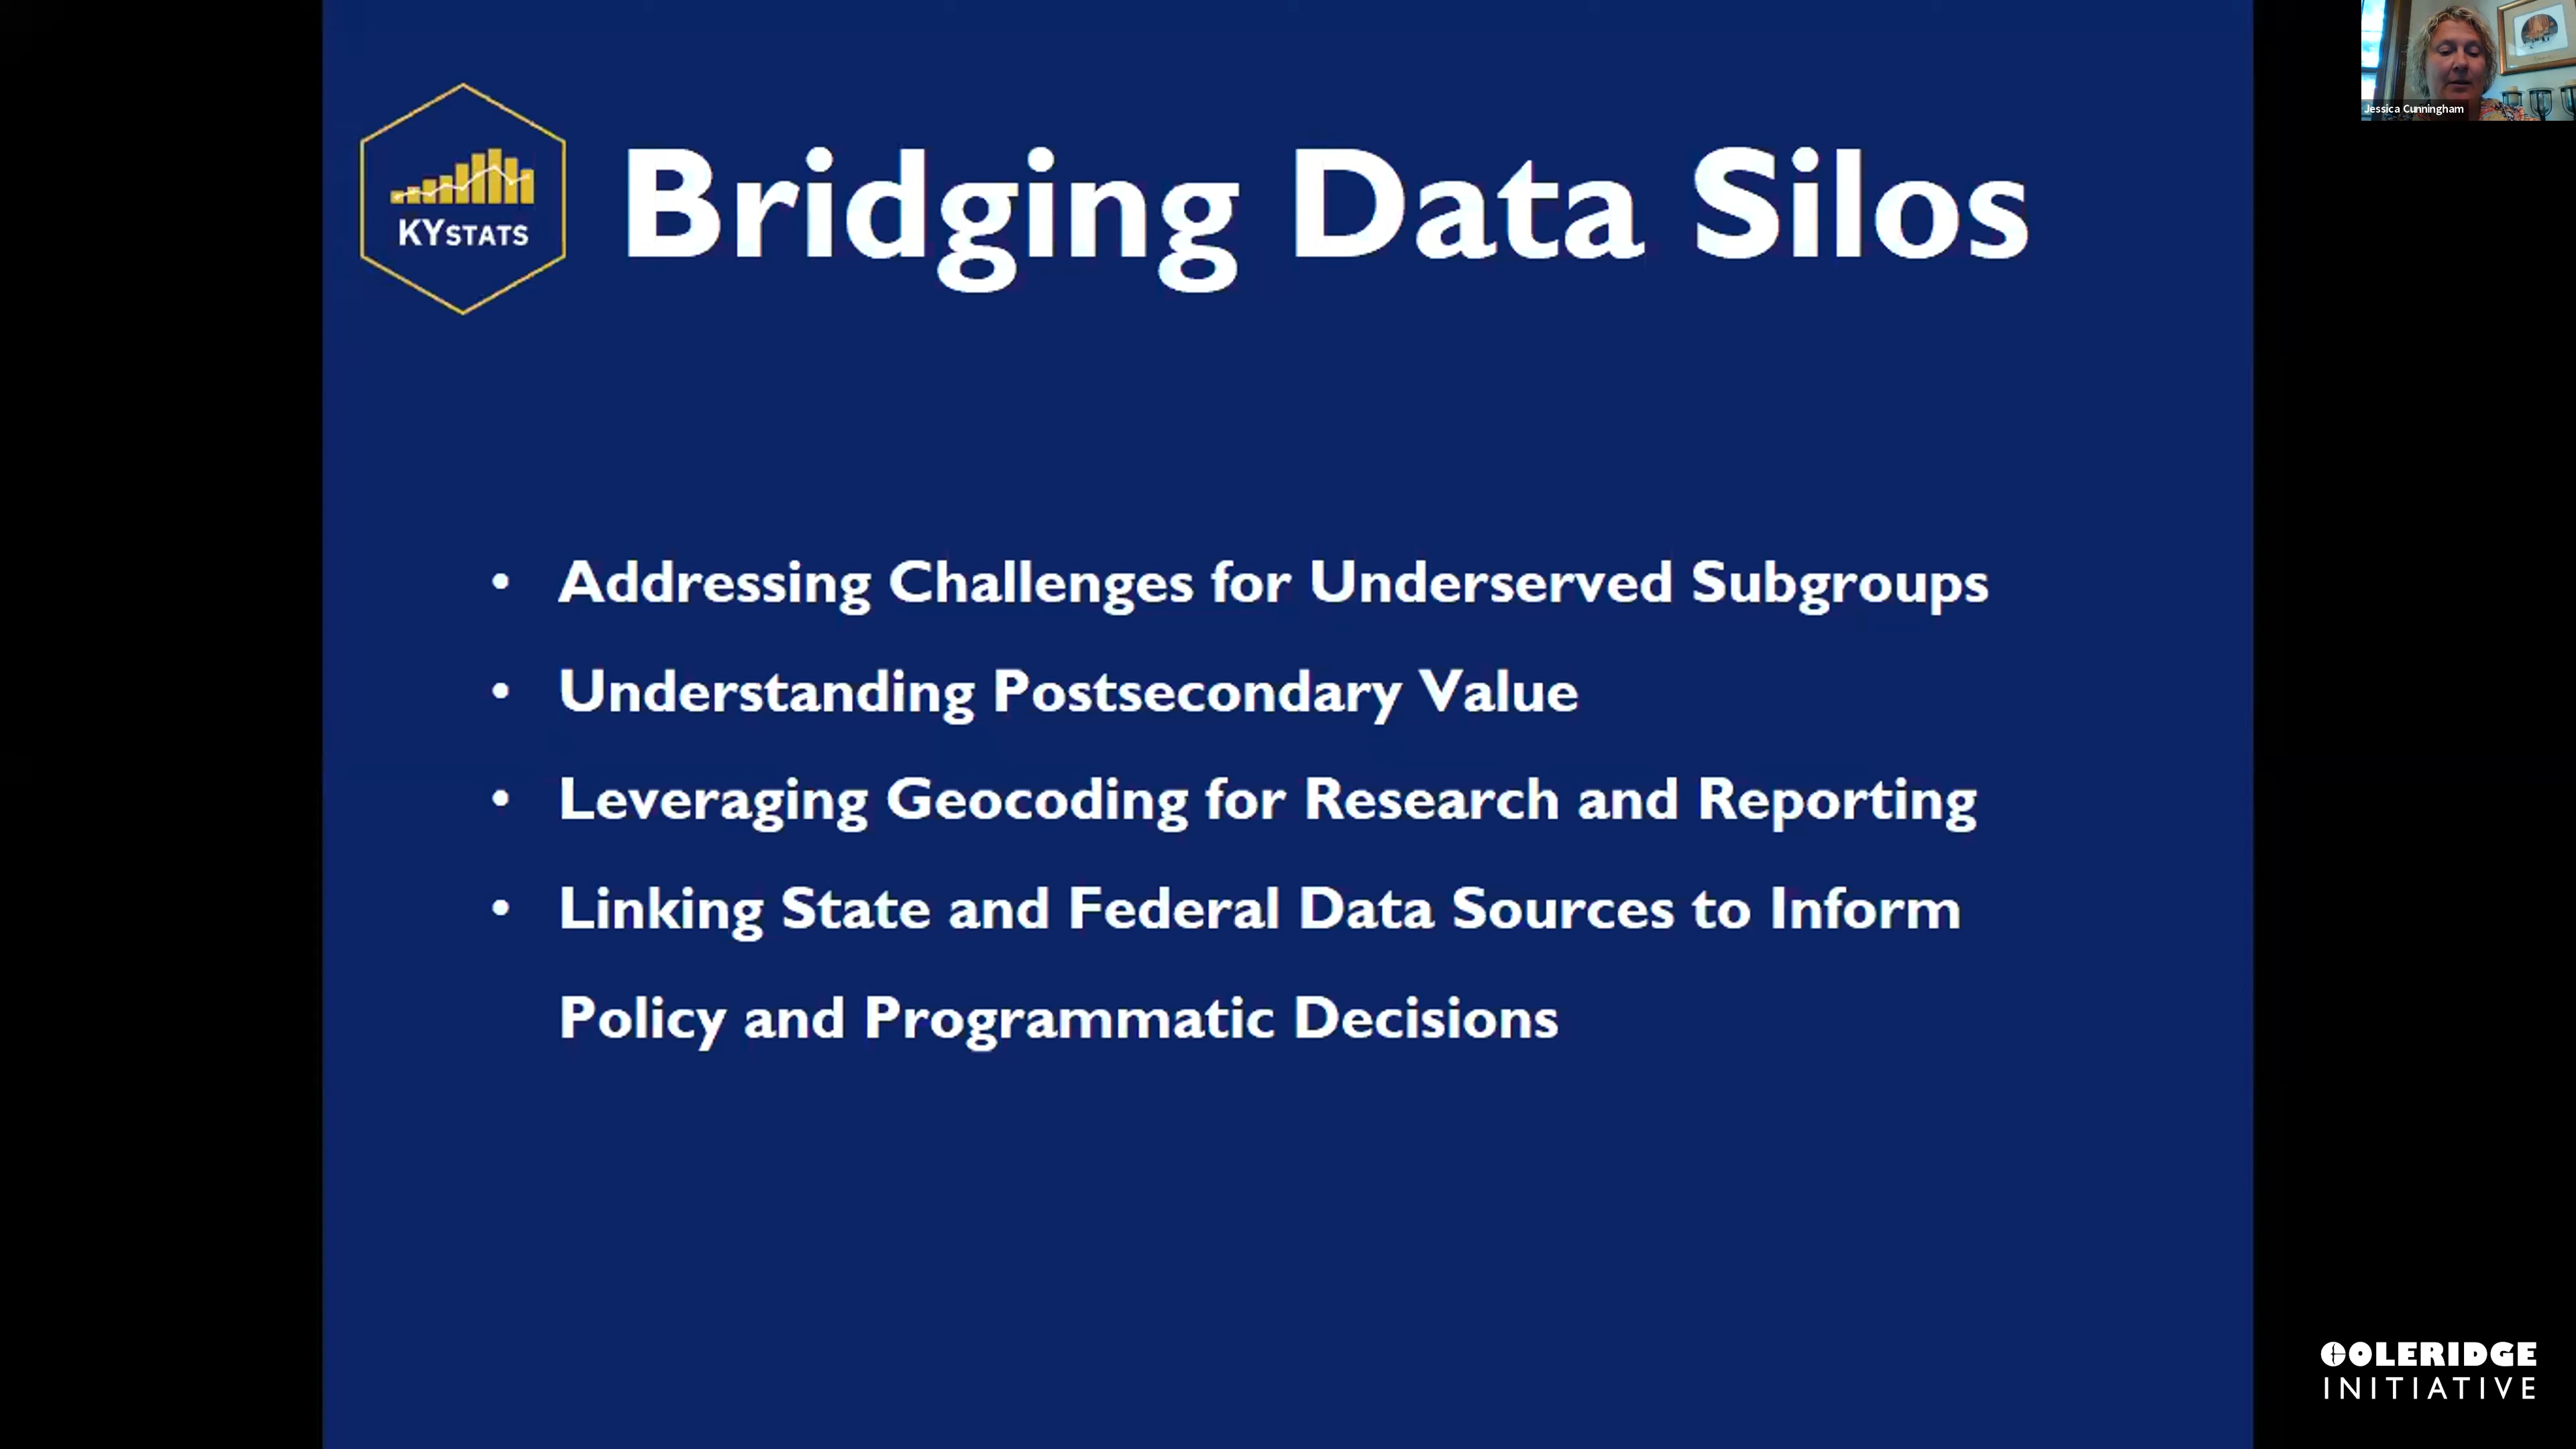 Jessica Cunningham
KYSTATS
Bridging Data Silos
• Addressing Challenges for Underserved Subgroups
• Understanding Postsecondary Value
• Leveraging Geocoding for Research and Reporting
• Linking State and Federal Data Sources to Inform
Policy and Programmatic Decisions
COLERIDGE
INITIATIVE